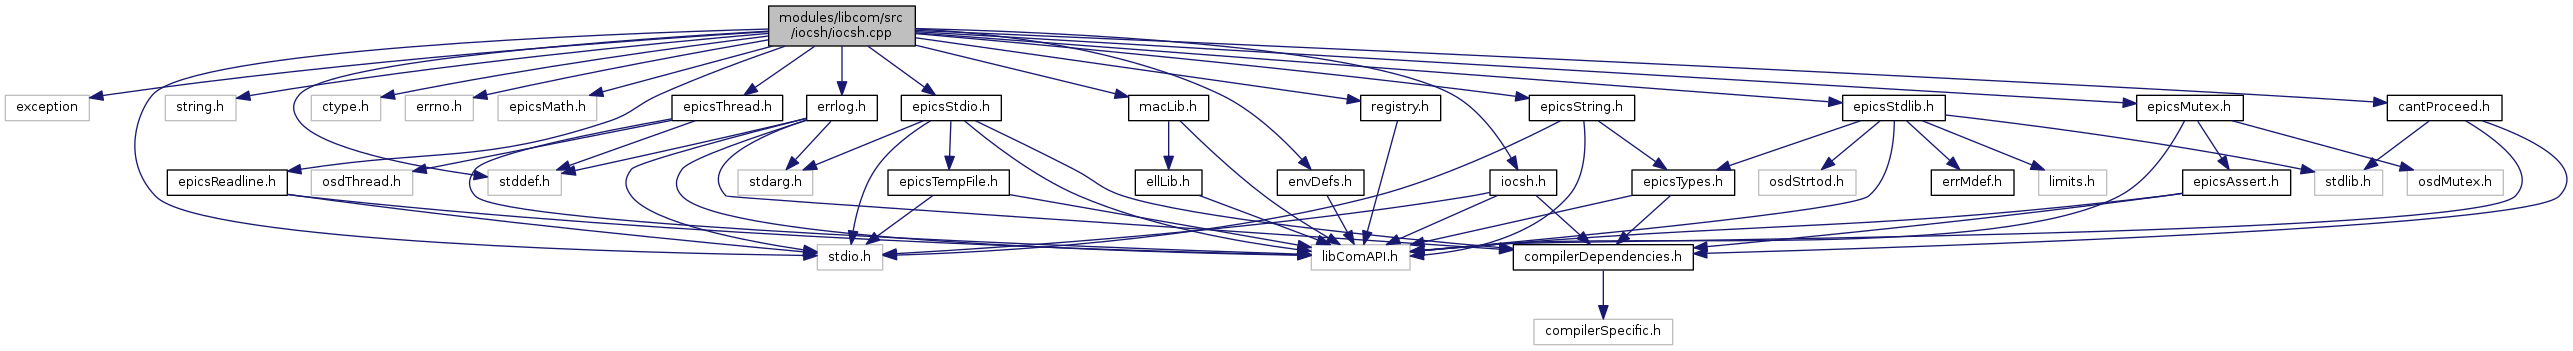 modules/libcom/src
/iocsh/iocsh.cpp
exception
string.h
ctype.h
errno.h
epicsMath.h
epicsThread.h
errlog.h
epicsStdio.h
macLib.h
registry.h
epicsString.h
epicsStdlib.h
epicsMutex.h
cantProceed.h
epicsReadline.h
osdThread.h
stddef.h
stdarg.h
epicsTempFile.h
ellLib.h
envDefs.h
iocsh.h
epicsTypes.h
osdStrtod.h
errMdef.h
limits.h
epicsAssert.h
stdlib.h
osdMutex.h
stdio.h
libComAPI.h
compilerDependencies.h
compilerSpecific.h